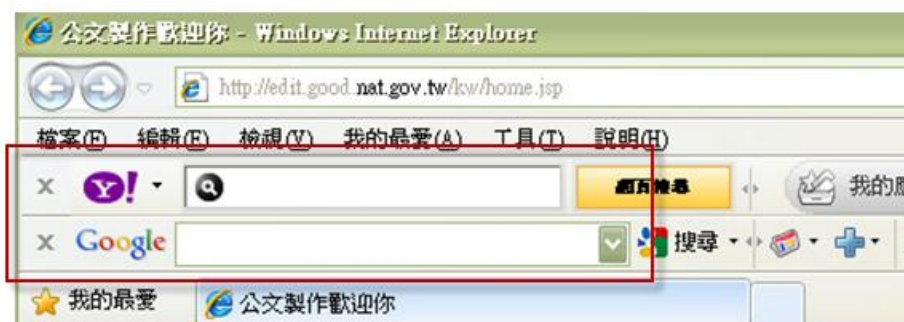 公文製作歡迎你 - Windows Internet Explorer
http://edit.good.nat.gov.tw/kw/home.jsp
檔案(F) 編輯(E) 檢視(V) 我的最愛(A) 工具(T) 說明(H)
Y! 網頁搜尋 我的應
Google 搜尋
我的最愛 公文製作歡迎你